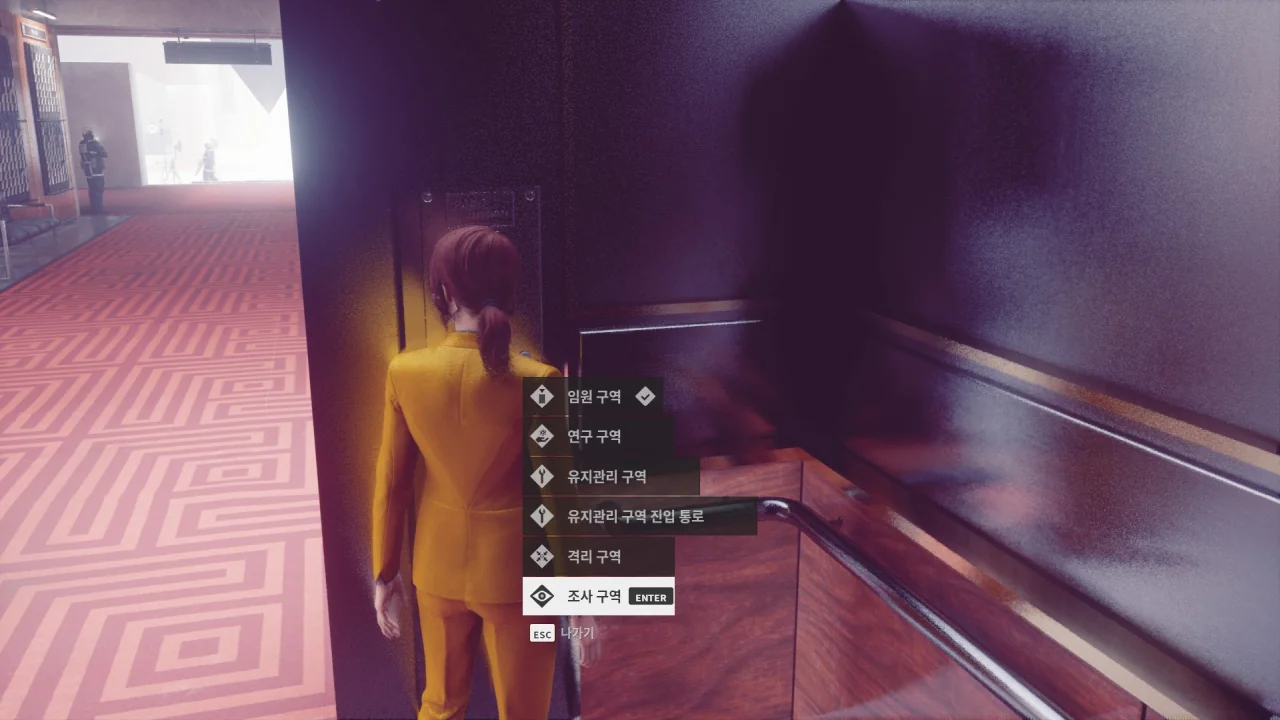 임원 구역
연구 구역
유지관리 구역
유지관리 구역 진입 통로
격리 구역
조사 구역 ENTER
ESC 나가기